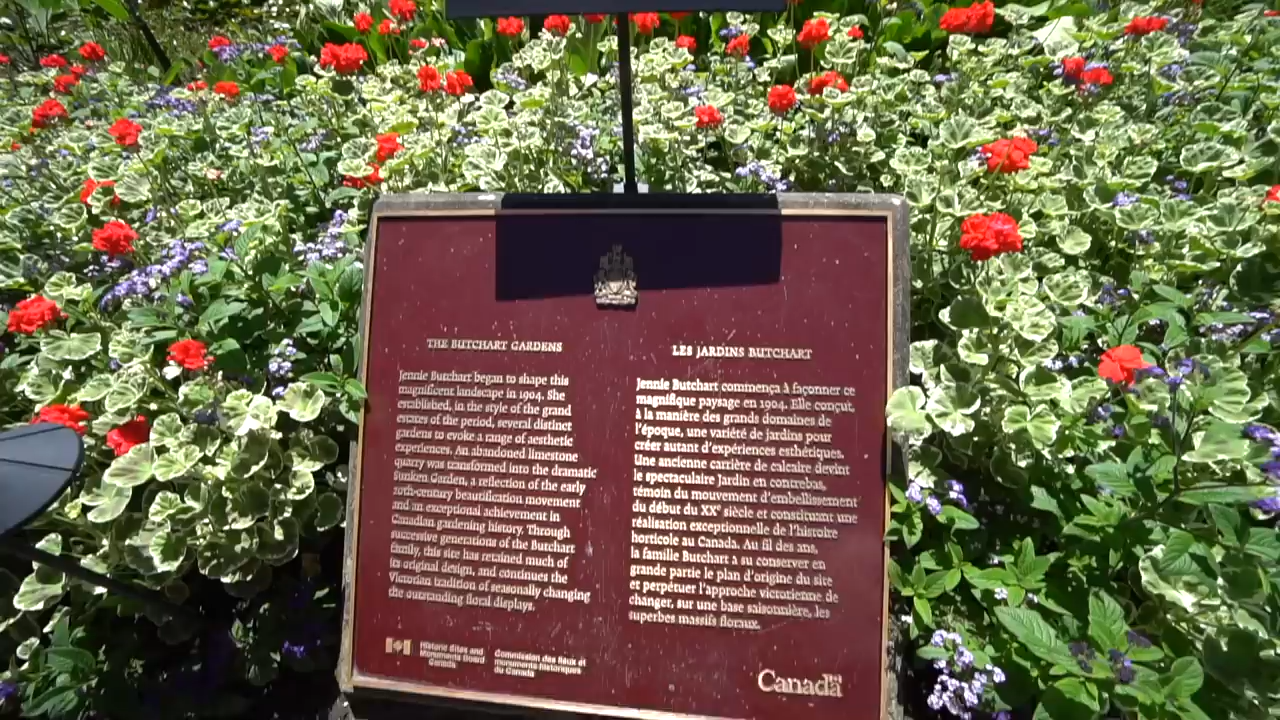 THE BUTCHART GARDENS
Jennie Butchart began to shape this
magnificent landscape in 1904. She
established, in the style of the grand
estates of the period, several distinct
gardens to evoke a range of aesthetic
experiences. An abandoned limestone
quarry was transformed into the dramatic
Sunken Garden, a reflection of the early
20th-century beautification movement
and an exceptional achievement in
Canadian gardening history. Through
successive generations of the Butchart
family, this site has retained much of
its original design, and continues the
Victorian tradition of seasonally changing
the outstanding floral displays.
LES JARDINS BUTCHART
Jennie Butchart commença à façonner ce
magnifique paysage en 1904. Elle conçut,
à la manière des grands domaines de
l'époque, une variété de jardins pour
créer autant d'expériences esthétiques.
Une ancienne carrière de calcaire devint
le spectaculaire Jardin en contrebas,
témoin du mouvement d'embellissement
du début du XXe siècle et constituant une
réalisation exceptionnelle de l'histoire
horticole au Canada. Au fil des ans,
la famille Butchart a su conserver en
grande partie le plan d'origine du site
et perpétuer l'approche victorienne de
changer, sur une base saisonnière, les
superbes massifs floraux.
Historic Sites and
Monuments Board
Canada
Commission des lieux et
monuments historiques
du Canada
Canada